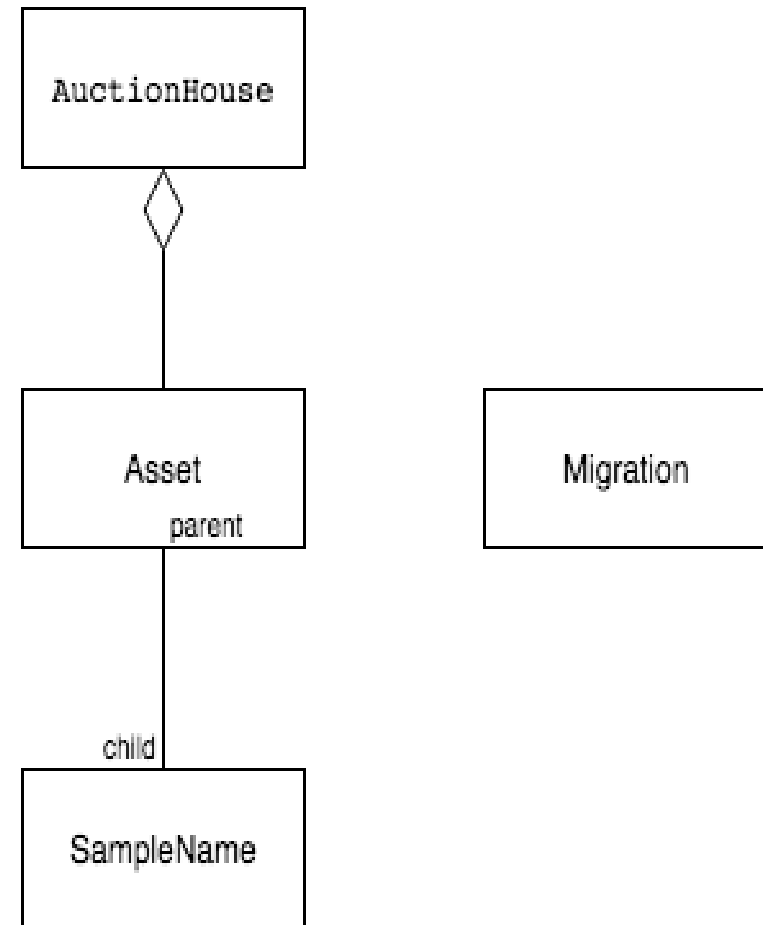 AuctionHouse
Asset
Migration
parent
child
SampleName